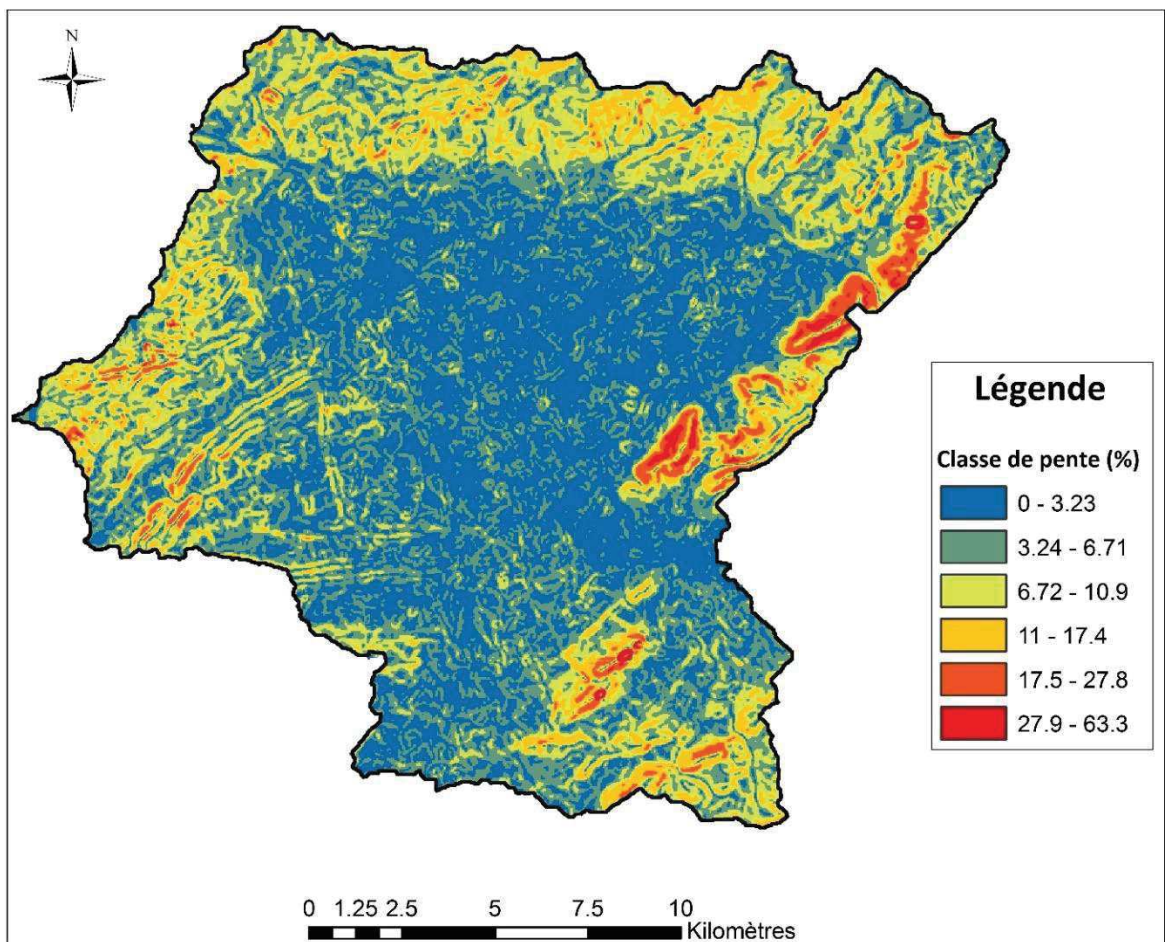 N
Légende
Classe de pente (%)
0 - 3.23
3.24 - 6.71
6.72 - 10.9
11 - 17.4
17.5 - 27.8
27.9 - 63.3
0 1.25 2.5 5 7.5 10
Kilomètres